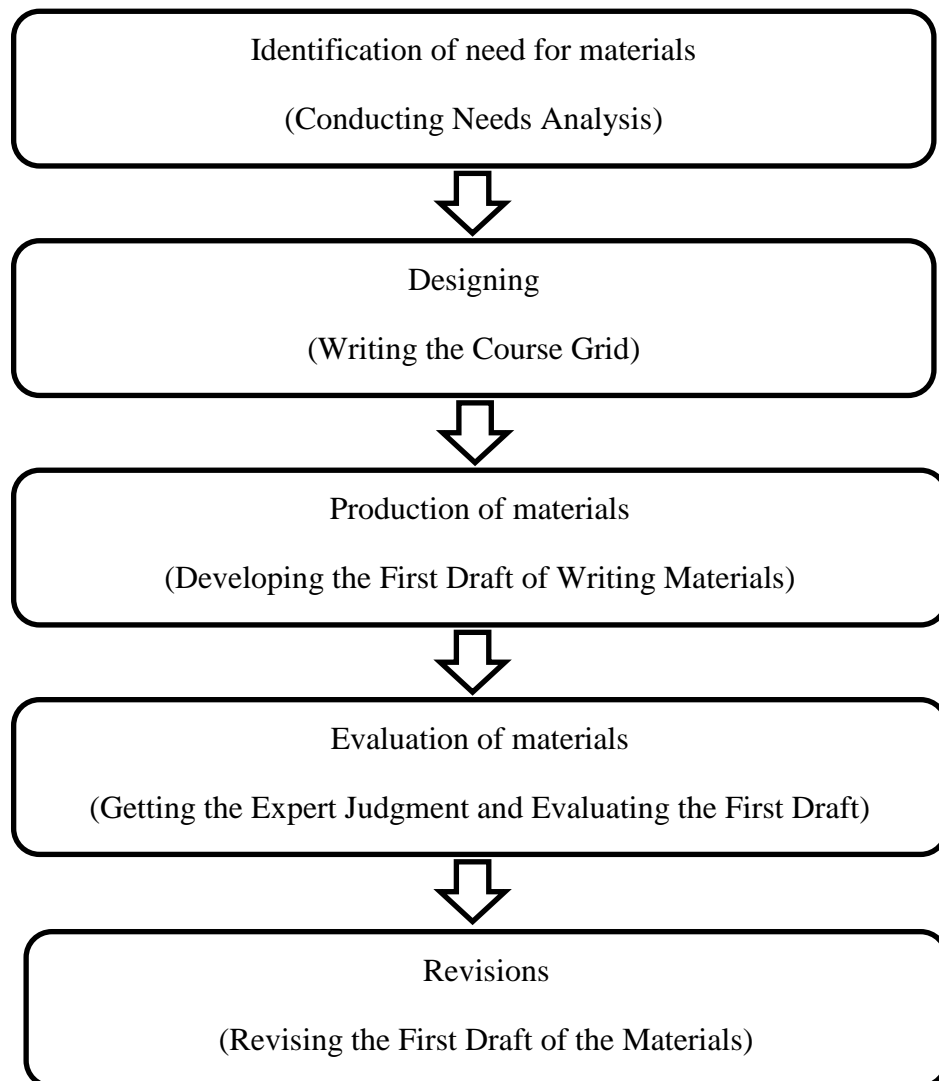 Identification of need for materials
(Conducting Needs Analysis)
Designing
(Writing the Course Grid)
Production of materials
(Developing the First Draft of Writing Materials)
Evaluation of materials
(Getting the Expert Judgment and Evaluating the First Draft)
Revisions
(Revising the First Draft of the Materials)